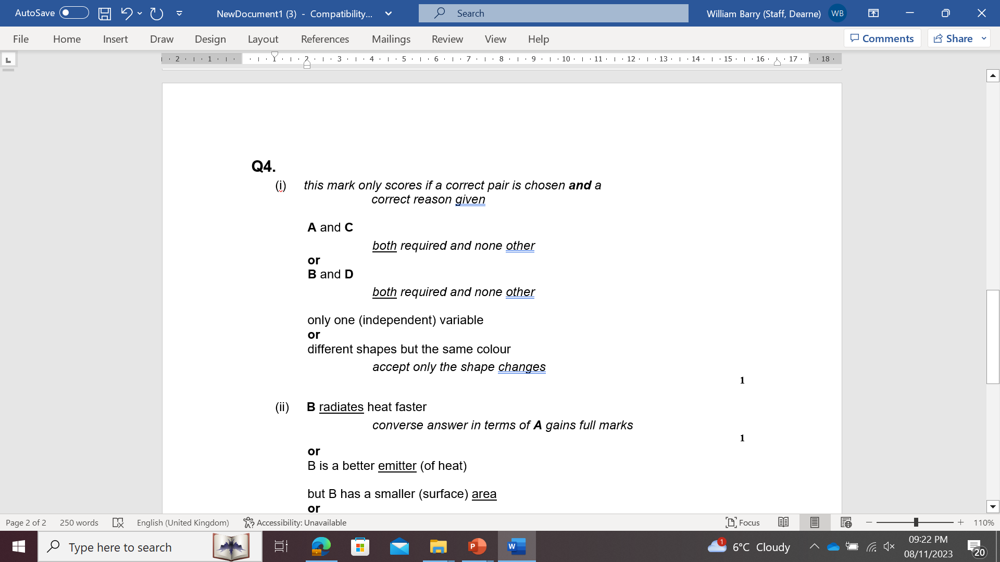 AutoSave NewDocument1 (3) - Compatibility... Search William Barry (Staff, Dearne) WB
File Home Insert Draw Design Layout References Mailings Review View Help Comments Share
2 1 1 2 3 4 5 6 7 8 9 10 11 12 13 14 15 16 17 18
Q4.
(i) this mark only scores if a correct pair is chosen and a
correct reason given
A and C
both required and none other
or
B and D
both required and none other
only one (independent) variable
or
different shapes but the same colour
accept only the shape changes
1
(ii) B radiates heat faster
converse answer in terms of A gains full marks
1
or
B is a better emitter (of heat)
but B has a smaller (surface) area
or
Page 2 of 2 250 words English (United Kingdom) Accessibility: Unavailable Focus 110%
Type here to search 1 6°C Cloudy 09:22 PM
08/11/2023 20